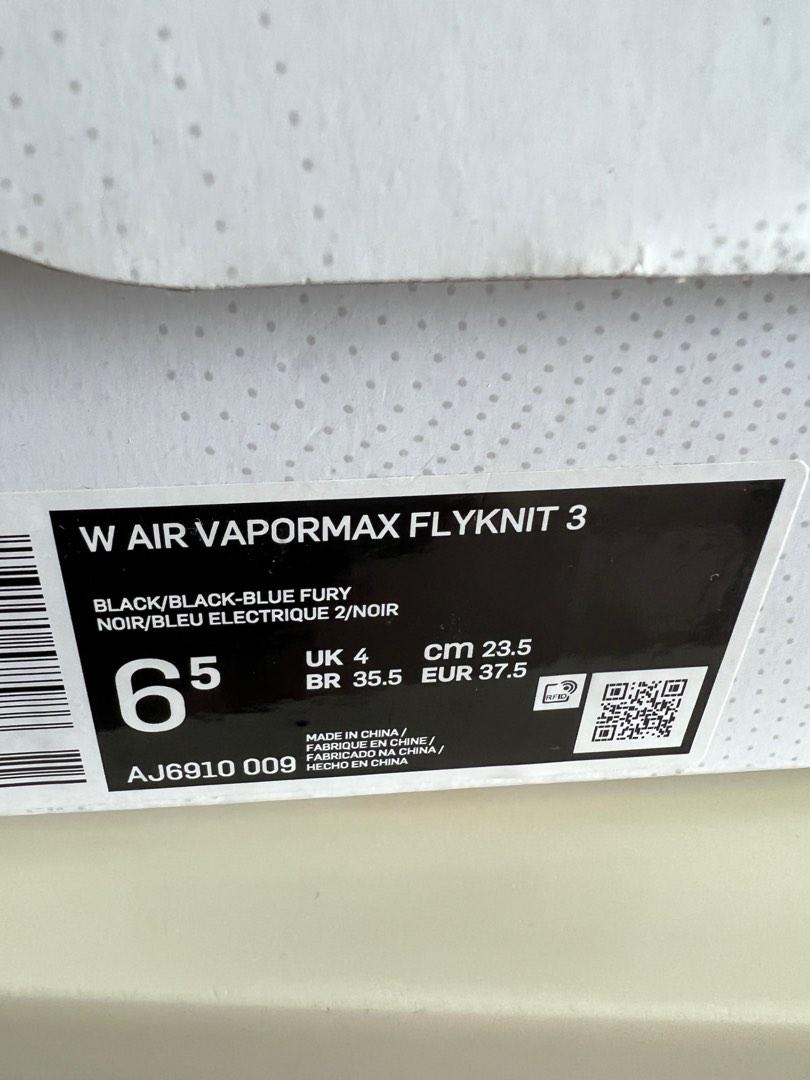 W AIR VAPORMAX FLYKNIT 3
BLACK/BLACK-BLUE FURY
NOIR/BLEU ELECTRIQUE 2/NOIR
6⁵
UK 4 cm 23.5
BR 35.5 EUR 37.5
RFID
AJ6910 009
MADE IN CHINA /
FABRIQUE EN CHINE /
FABRICADO NA CHINA /
HECHO EN CHINA